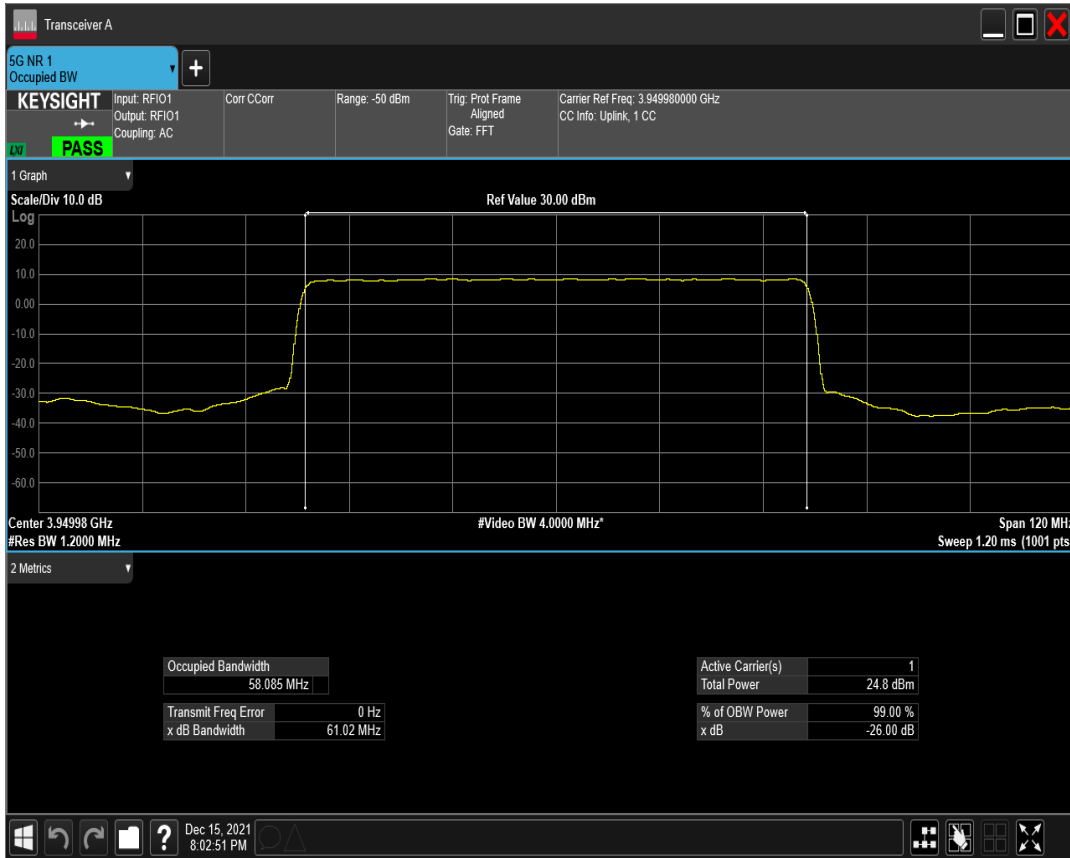 Transceiver A
5G NR 1
Occupied BW
KEYSIGHT
LXI
PASS
Input: RFIO1
Output: RFIO1
Coupling: AC
Corr CCorr
Range: -50 dBm
Trig: Prot Frame
Aligned
Gate: FFT
Carrier Ref Freq: 3.949980000 GHz
CC Info: Uplink, 1 CC
1 Graph
Scale/Div 10.0 dB
Ref Value 30.00 dBm
Log
20.0
10.0
0.00
-10.0
-20.0
-30.0
-40.0
-50.0
-60.0
Center 3.94998 GHz
#Video BW 4.0000 MHz*
Span 120 MHz
#Res BW 1.2000 MHz
Sweep 1.20 ms (1001 pts
2 Metrics
Occupied Bandwidth
58.085 MHz
Transmit Freq Error 0 Hz
x dB Bandwidth 61.02 MHz
Active Carrier(s) 1
Total Power 24.8 dBm
% of OBW Power 99.00 %
x dB -26.00 dB
?
Dec 15, 2021
8:02:51 PM